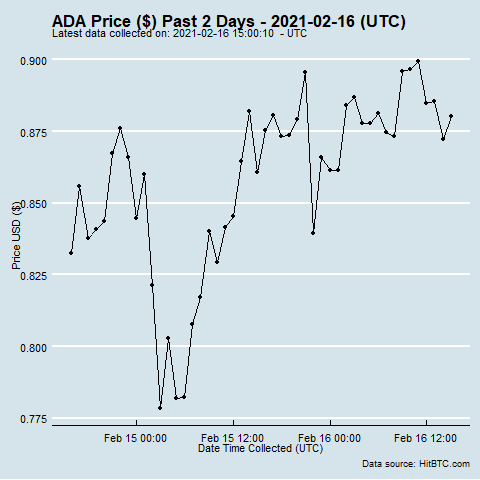 ADA Price ($) Past 2 Days - 2021-02-16 (UTC)
Latest data collected on: 2021-02-16 15:00:10 - UTC
0.900
0.875
0.850
0.825
0.800
0.775
Price USD ($)
Feb 15 00:00
Feb 15 12:00
Feb 16 00:00
Feb 16 12:00
Date Time Collected (UTC)
Data source: HitBTC.com